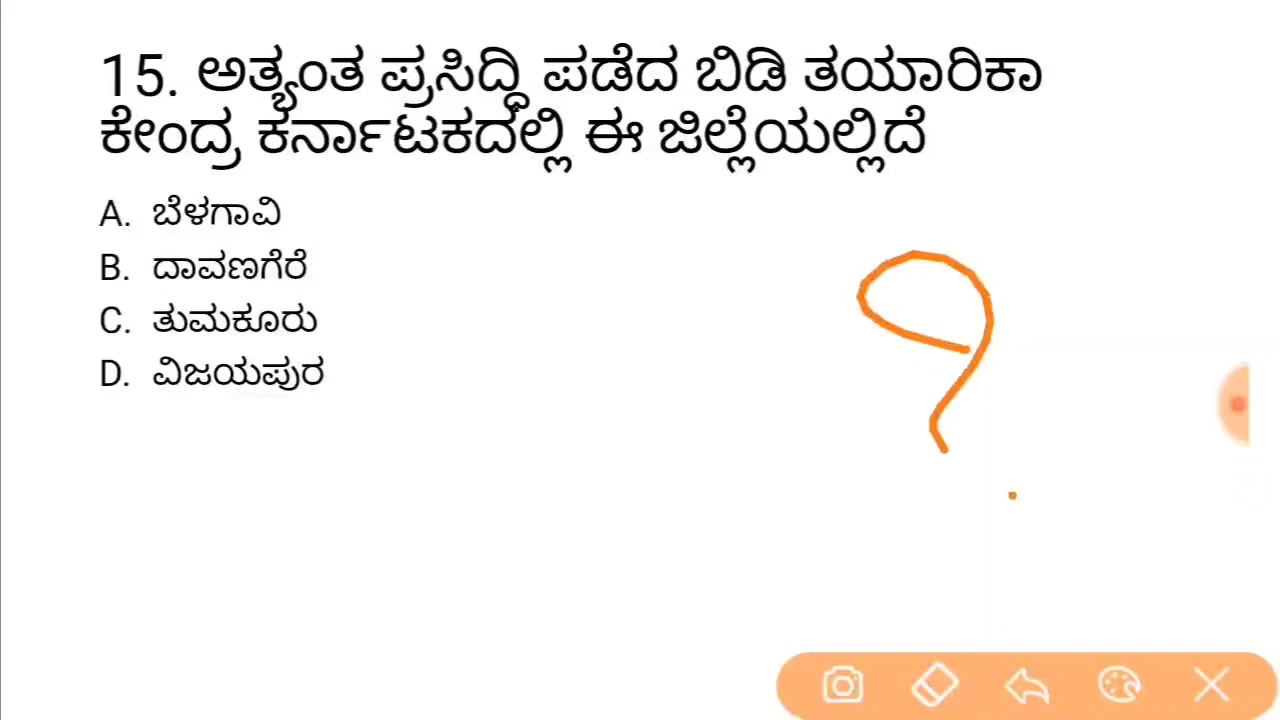 15. ಅತ್ಯಂತ ಪ್ರಸಿದ್ಧಿ ಪಡೆದ ಬಿಡಿ ತಯಾರಿಕಾ
ಕೇಂದ್ರ ಕರ್ನಾಟಕದಲ್ಲಿ ಈ ಜಿಲ್ಲೆಯಲ್ಲಿದೆ
A. ಬೆಳಗಾವಿ
B. ದಾವಣಗೆರೆ
C. ತುಮಕೂರು
D. ವಿಜಯಪುರ